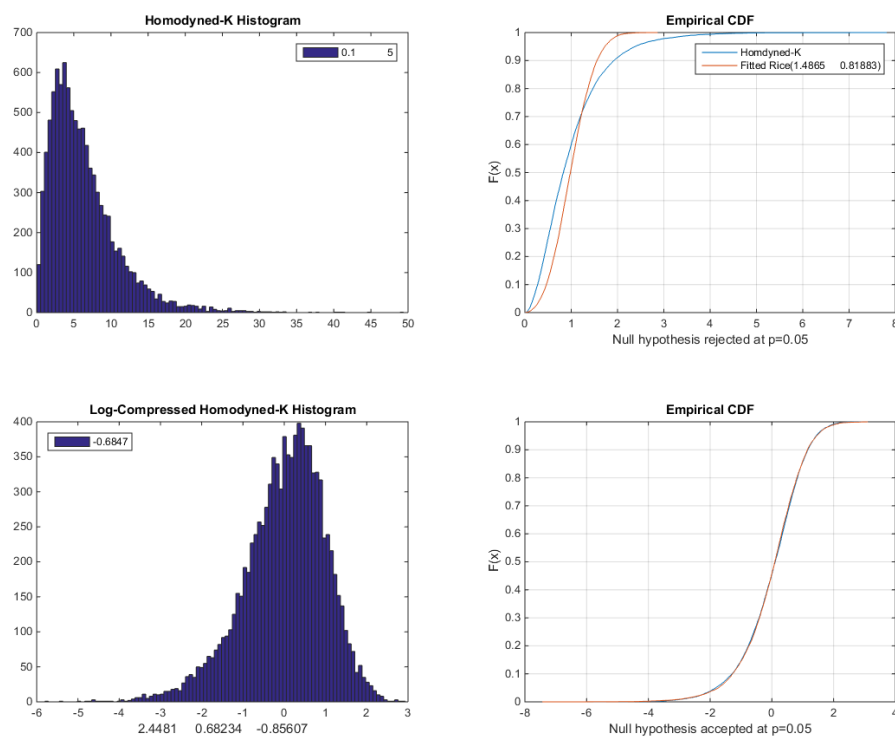 Homodyned-K Histogram
700
600
500
400
300
200
100
0
0 5 10 15 20 25 30 35 40 45 50
0.1 5
Empirical CDF
1
0.9
0.8
0.7
0.6
0.5
0.4
0.3
0.2
0.1
0
F(x)
0 1 2 3 4 5 6 7 8
Null hypothesis rejected at p=0.05
Homdyned-K
Fitted Rice(1.4865 0.81883)
Log-Compressed Homodyned-K Histogram
400
350
300
250
200
150
100
50
0
-6 -5 -4 -3 -2 -1 0 1 2 3
2.4481 0.68234 -0.85607
-0.6847
Empirical CDF
1
0.9
0.8
0.7
0.6
0.5
0.4
0.3
0.2
0.1
0
F(x)
-8 -6 -4 -2 0 2 4
Null hypothesis accepted at p=0.05